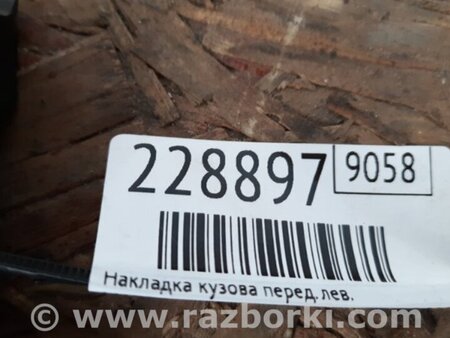 228897 9058
Накладка кузова перед. лев.
© www.razborki.com